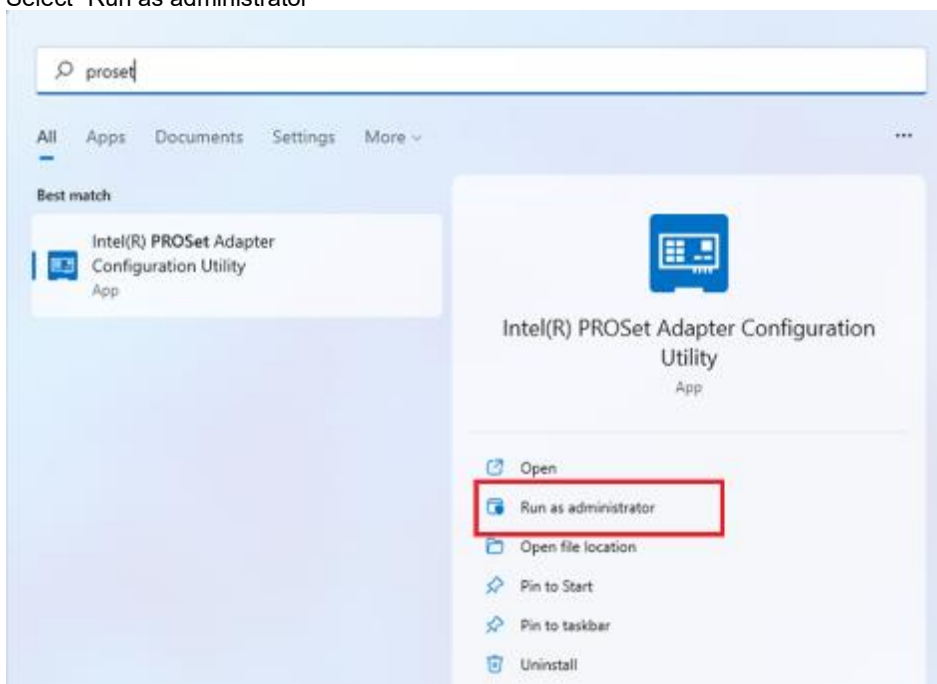 Select "Run as administrator"
proset
All Apps Documents Settings More
Best match
Intel(R) PROSet Adapter
Configuration Utility
App
Intel(R) PROSet Adapter Configuration
Utility
App
Open
Run as administrator
Open file location
Pin to Start
Pin to taskbar
Uninstall